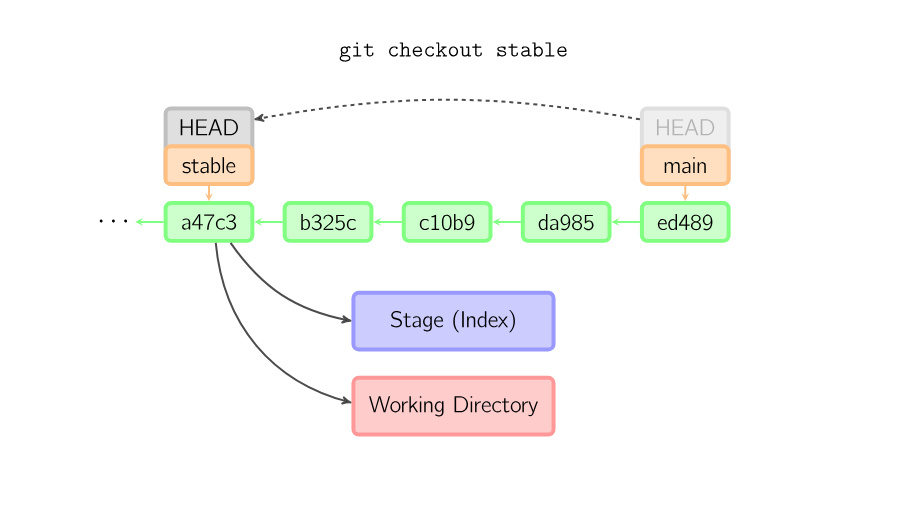 git checkout stable
HEAD HEAD
stable main
... a47c3 b325c c10b9 da985 ed489
Stage (Index)
Working Directory